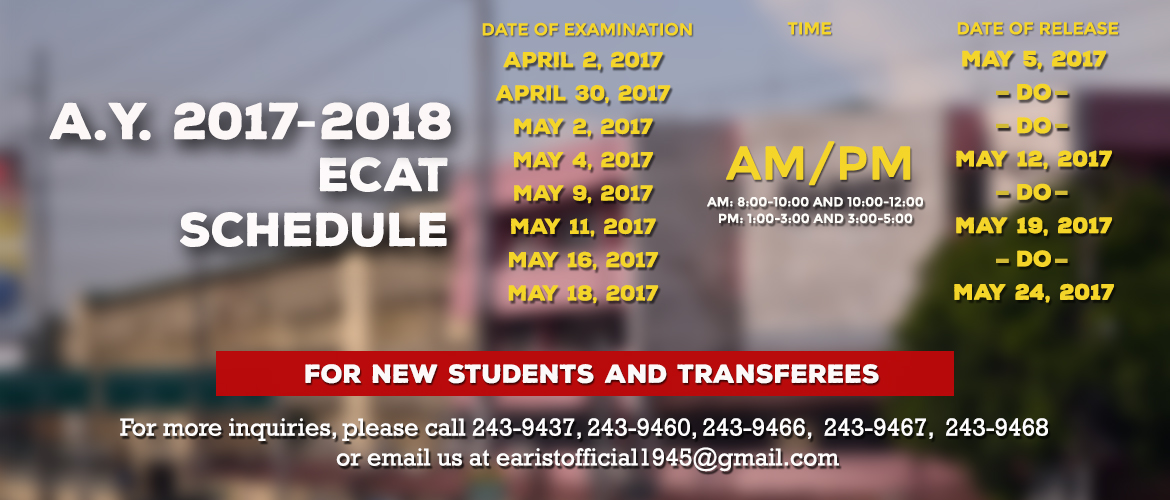 A.Y. 2017-2018
ECAT
SCHEDULE
DATE OF EXAMINATION
APRIL 2, 2017
APRIL 30, 2017
MAY 2, 2017
MAY 4, 2017
MAY 9, 2017
MAY 11, 2017
MAY 16, 2017
MAY 18, 2017
TIME
AM/PM
AM: 8:00-10:00 AND 10:00-12:00
PM: 1:00-3:00 AND 3:00-5:00
DATE OF RELEASE
MAY 5, 2017
– DO –
– DO –
MAY 12, 2017
– DO –
MAY 19, 2017
– DO –
MAY 24, 2017
FOR NEW STUDENTS AND TRANSFEREES
For more inquiries, please call 243-9437, 243-9460, 243-9466, 243-9467, 243-9468
or email us at earistofficial1945@gmail.com